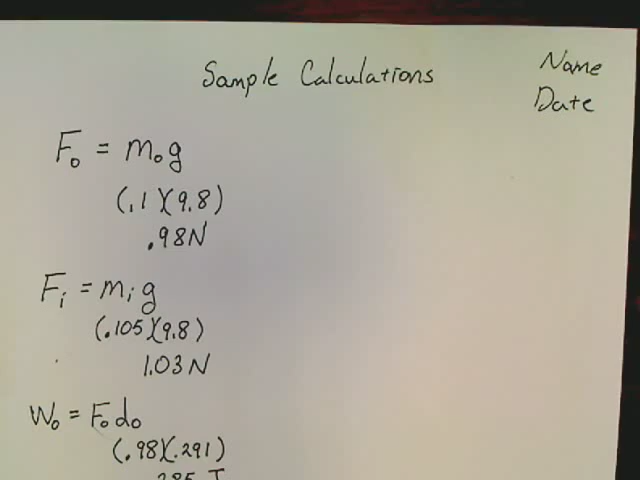 Sample Calculations
Name
Date
F₀ = m₀g
(.1)(9.8)
.98N
Fᵢ = mᵢg
(.105)(9.8)
1.03 N
W₀ = F₀d₀
(.98)(.291)
.285 J